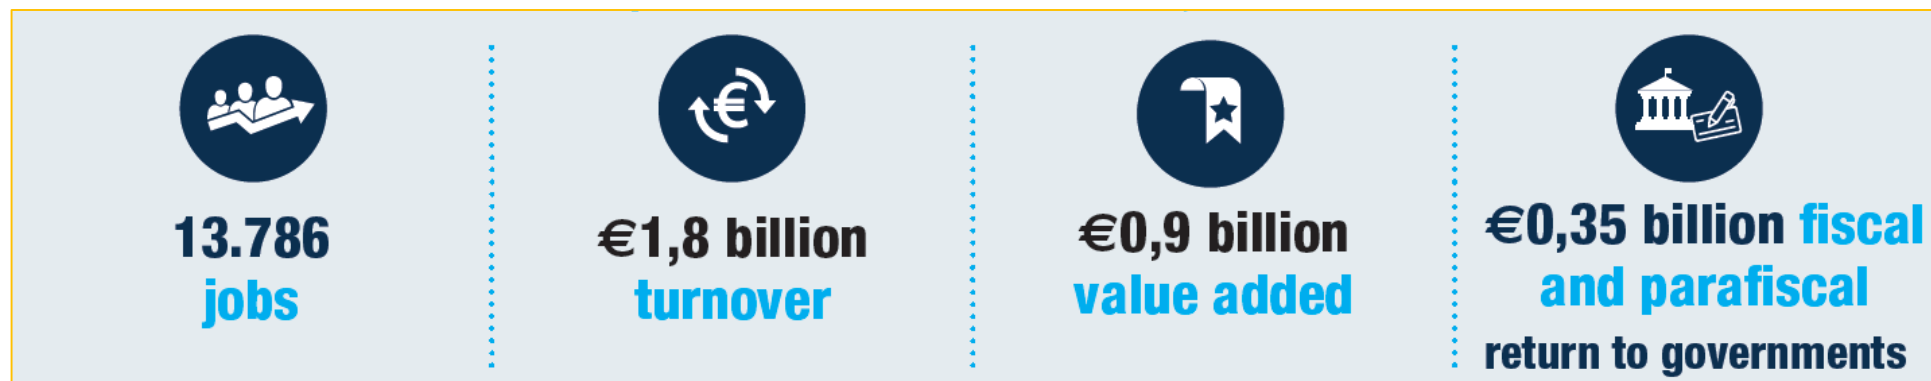 13.786
jobs
€1,8 billion
turnover
€0,9 billion
value added
€0,35 billion fiscal
and parafiscal
return to governments